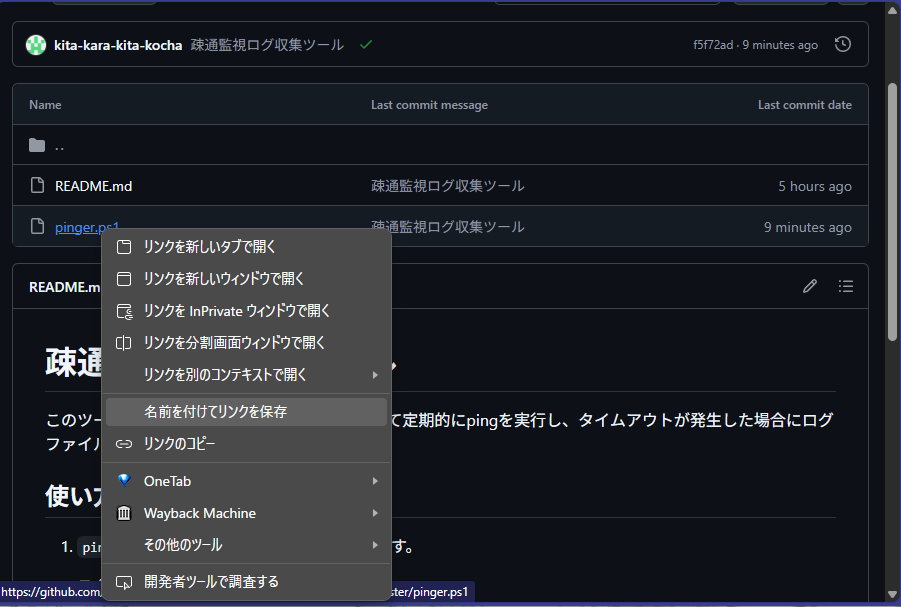 kita-kara-kita-kocha 疎通監視ログ収集ツール f5f72ad · 9 minutes ago
Name Last commit message Last commit date
..
README.md 疎通監視ログ収集ツール 5 hours ago
pinger.ps1 疎通監視ログ収集ツール 9 minutes ago
リンクを新しいタブで開く
リンクを新しいウィンドウで開く
リンクを InPrivate ウィンドウで開く
リンクを分割画面ウィンドウで開く
リンクを別のコンテキストで開く
名前を付けてリンクを保存
リンクのコピー
OneTab
Wayback Machine
その他のツール
開発者ツールで調査する
README.m
疎通
このツー て定期的にpingを実行し、タイムアウトが発生した場合にログ
ファイル
使い方
1. pin す。
https://github.com/ ster/pinger.ps1